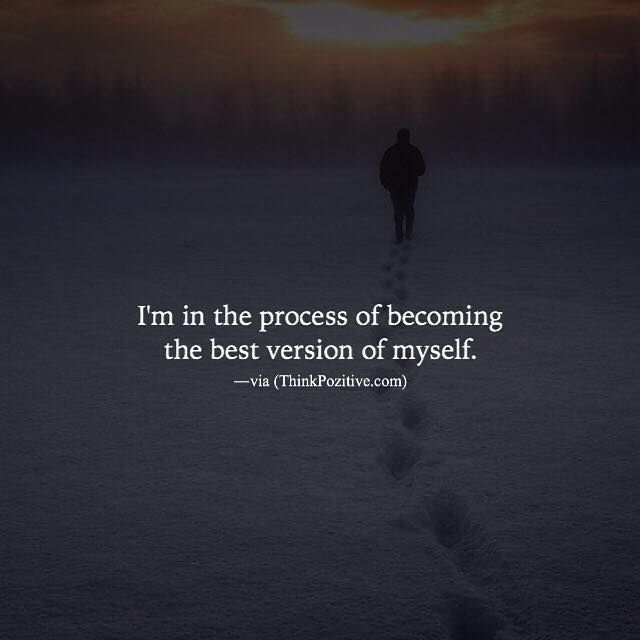 I'm in the process of becoming
the best version of myself.
—via (ThinkPozitive.com)